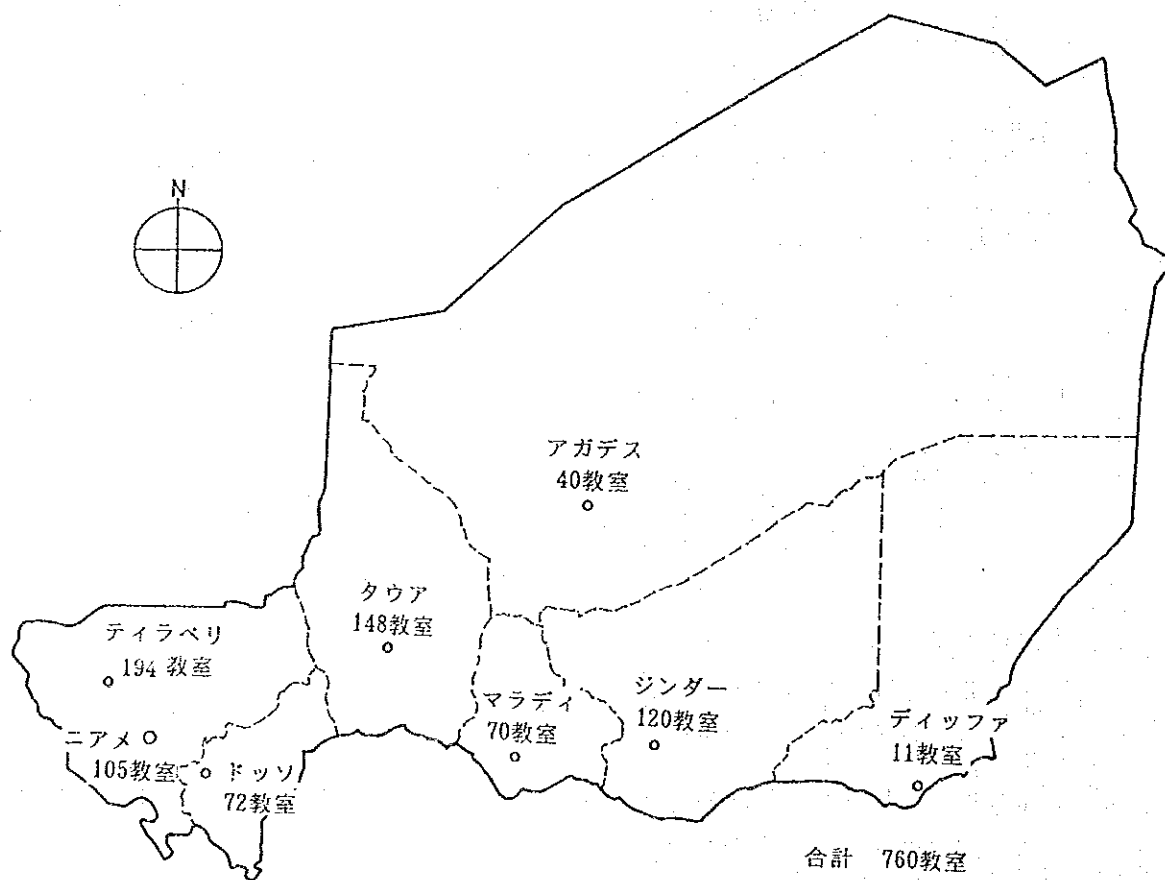 N
アガデス
40教室
タウア
148教室
ティラベリ
194 教室
マラディ
70教室
ジンダー
120教室
ディッファ
11教室
ニアメ
105教室
ドッソ
72教室
合計 760教室